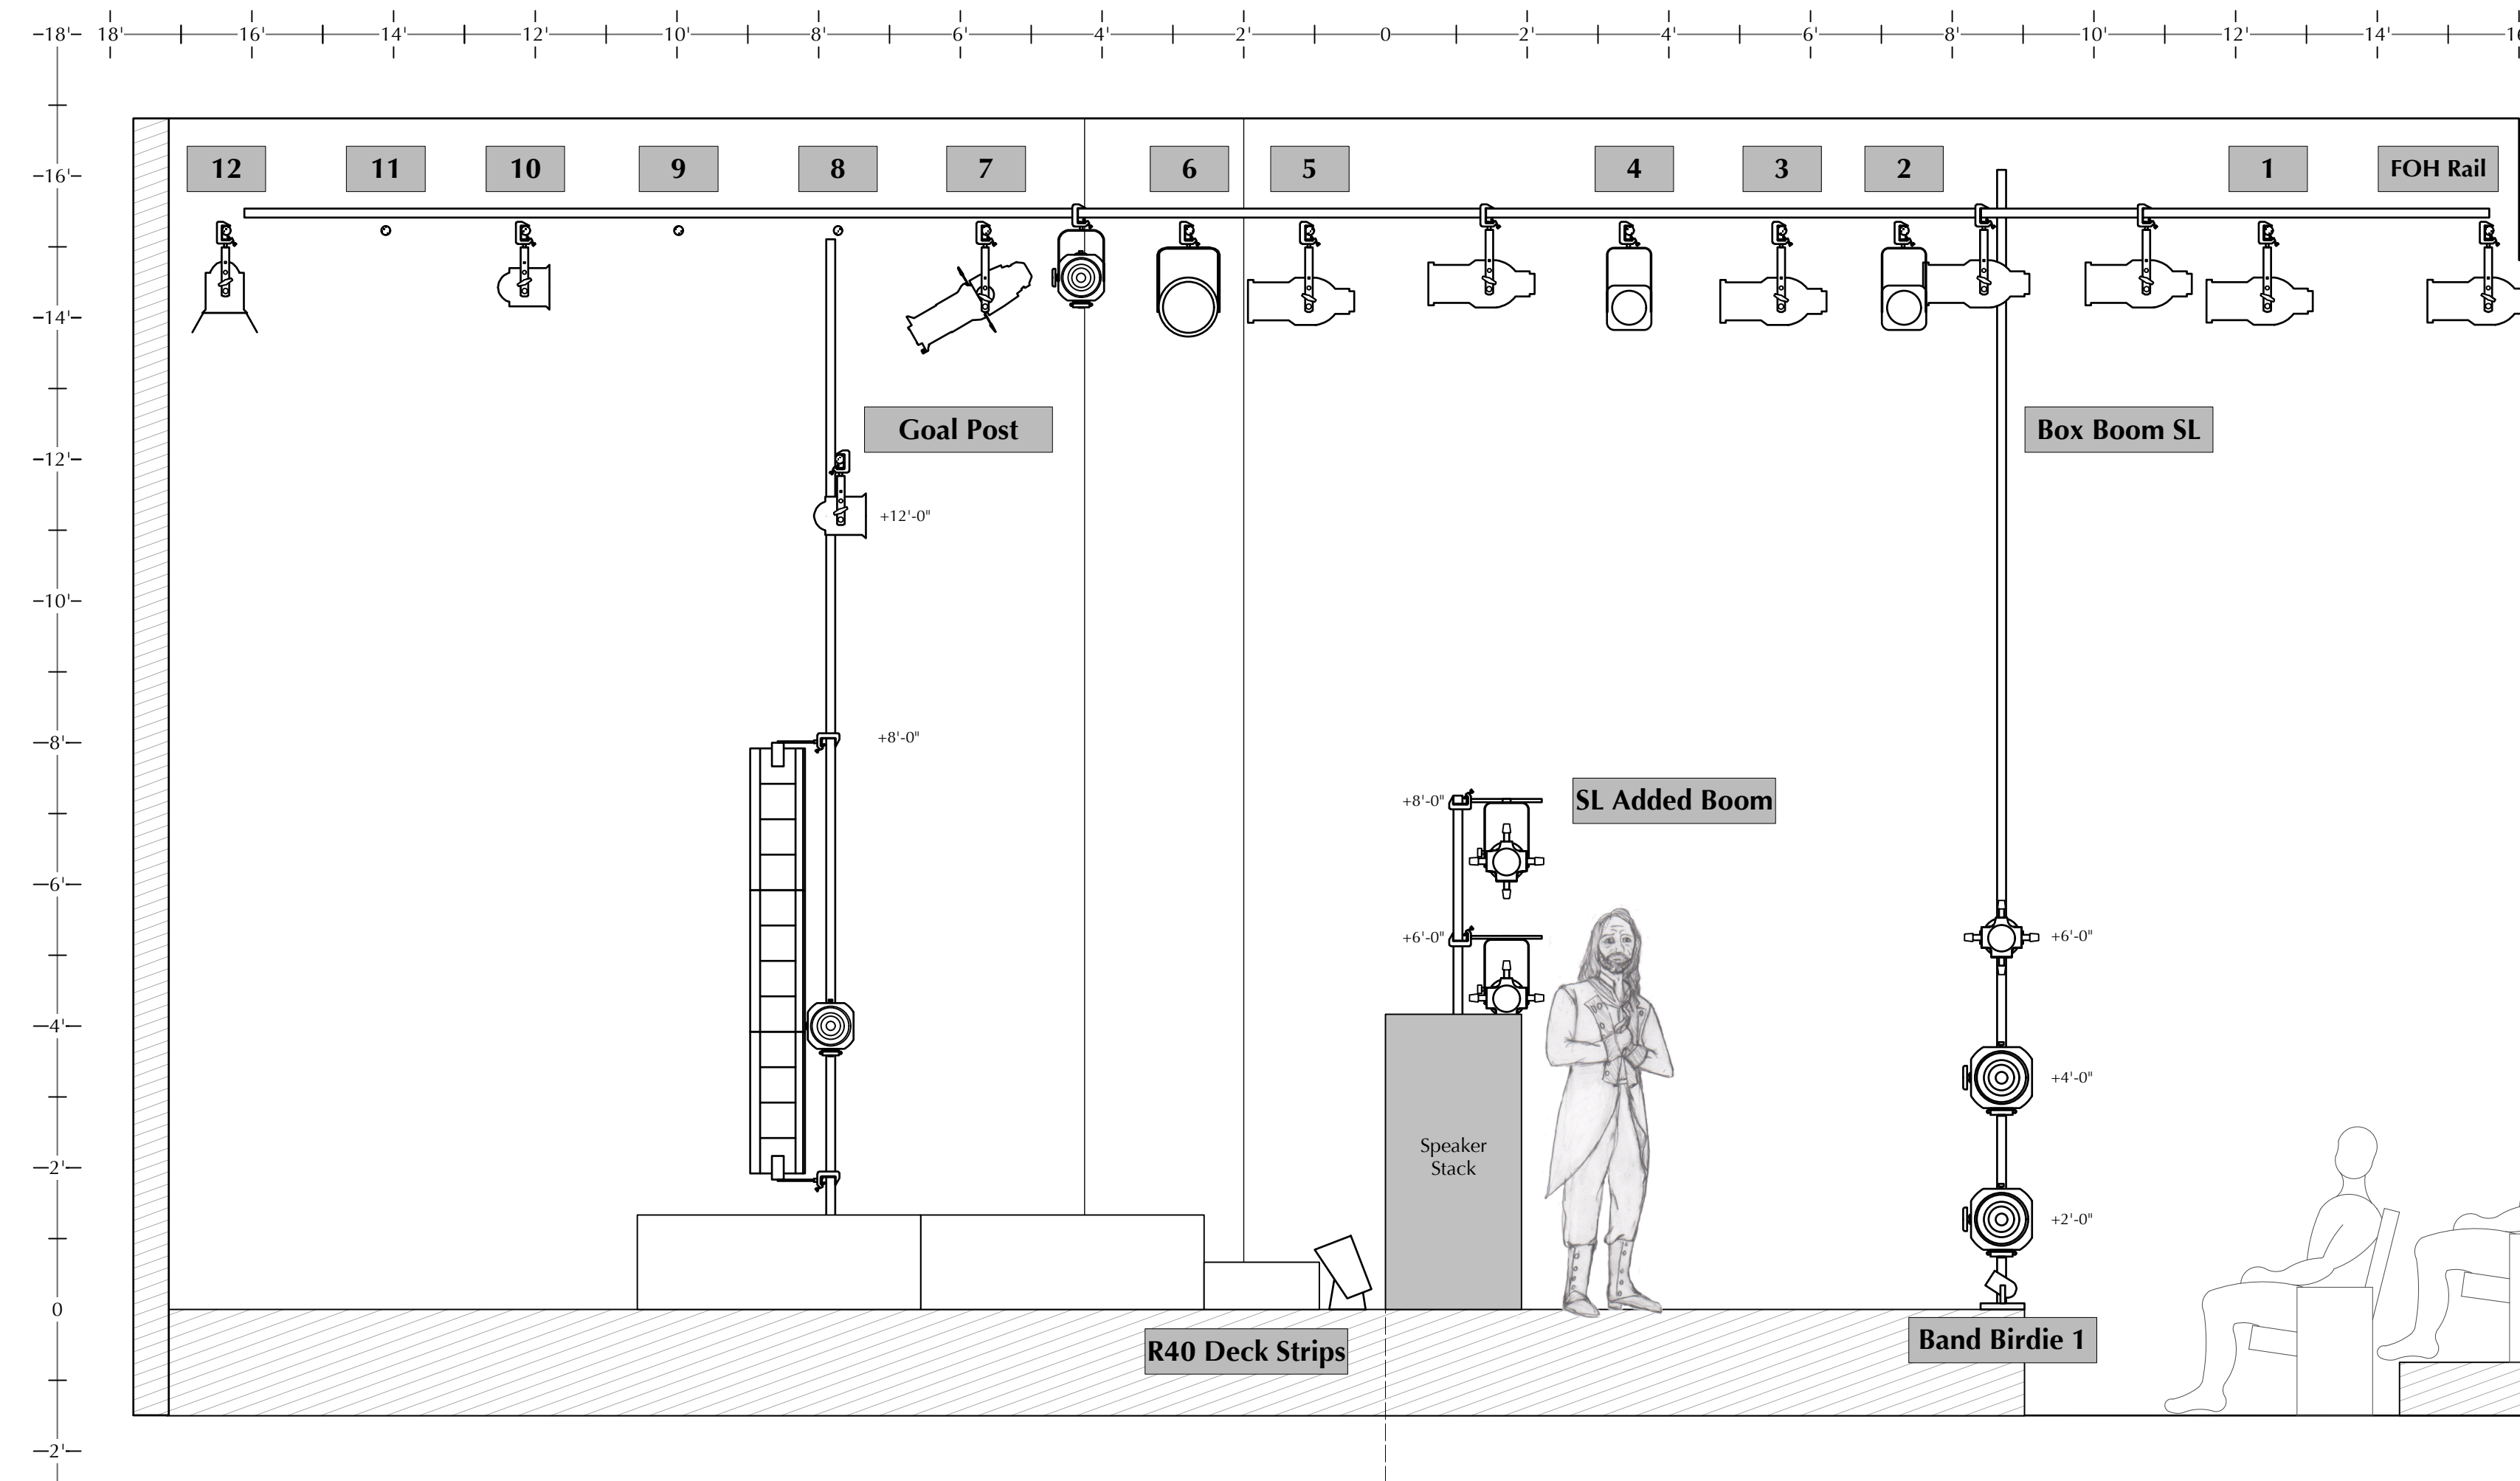 18' 16' 14' 12' 10' 8' 6' 4' 2' 0 2' 4' 6' 8' 10' 12' 14'
18'
16'
14'
12'
10'
8'
6'
4'
2'
0
2'
12 11 10 9 8 7 6 5 4 3 2 1 FOH Rail
Goal Post
Box Boom SL
+12'-0"
+8'-0"
+8'-0"
SL Added Boom
+6'-0"
+6'-0"
+4'-0"
Speaker
Stack
+2'-0"
R40 Deck Strips
Band Birdie 1